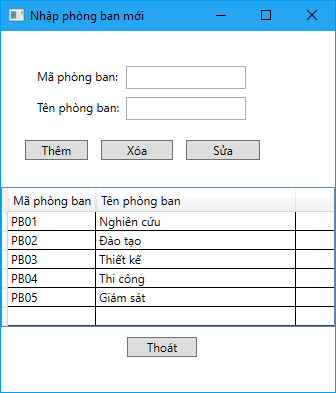 Nhập phòng ban mới
Mã phòng ban:
Tên phòng ban:
Thêm Xóa Sửa
Mã phòng ban Tên phòng ban
PB01 Nghiên cứu
PB02 Đào tạo
PB03 Thiết kế
PB04 Thi công
PB05 Giám sát
Thoát